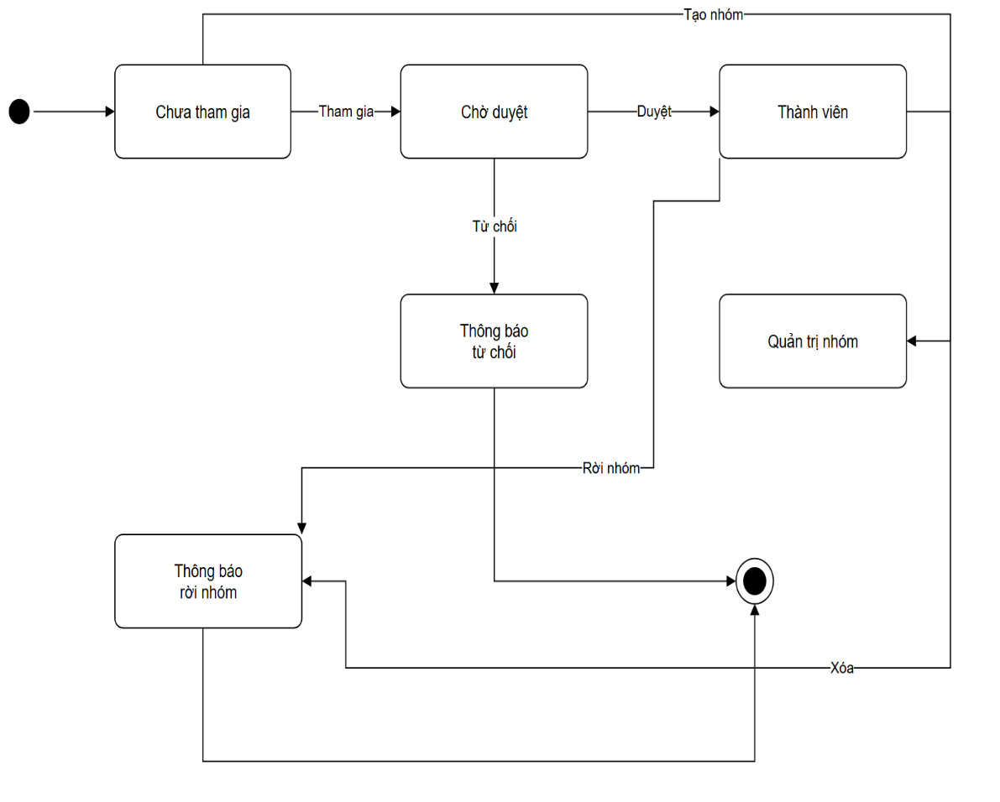 Tạo nhóm
Chưa tham gia
Tham gia
Chờ duyệt
Duyệt
Thành viên
Từ chối
Thông báo
từ chối
Quản trị nhóm
Rời nhóm
Thông báo
rời nhóm
Xóa